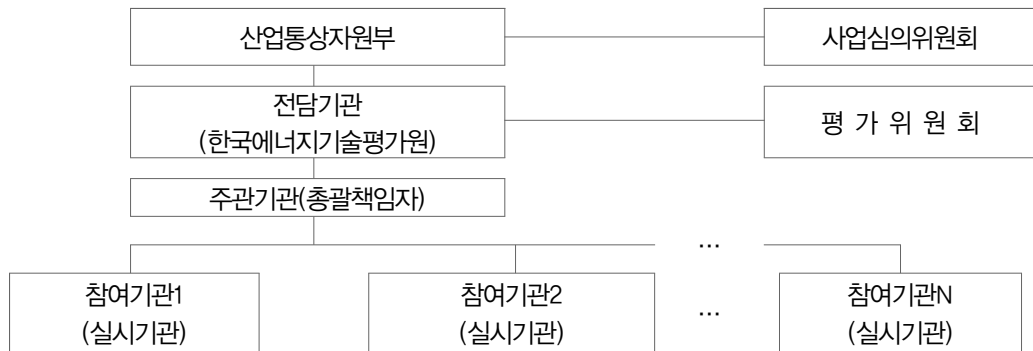 산업통상자원부
사업심의위원회
전담기관
(한국에너지기술평가원)
평 가 위 원 회
주관기관(총괄책임자)
...
참여기관1
(실시기관)
참여기관2
(실시기관)
...
참여기관N
(실시기관)